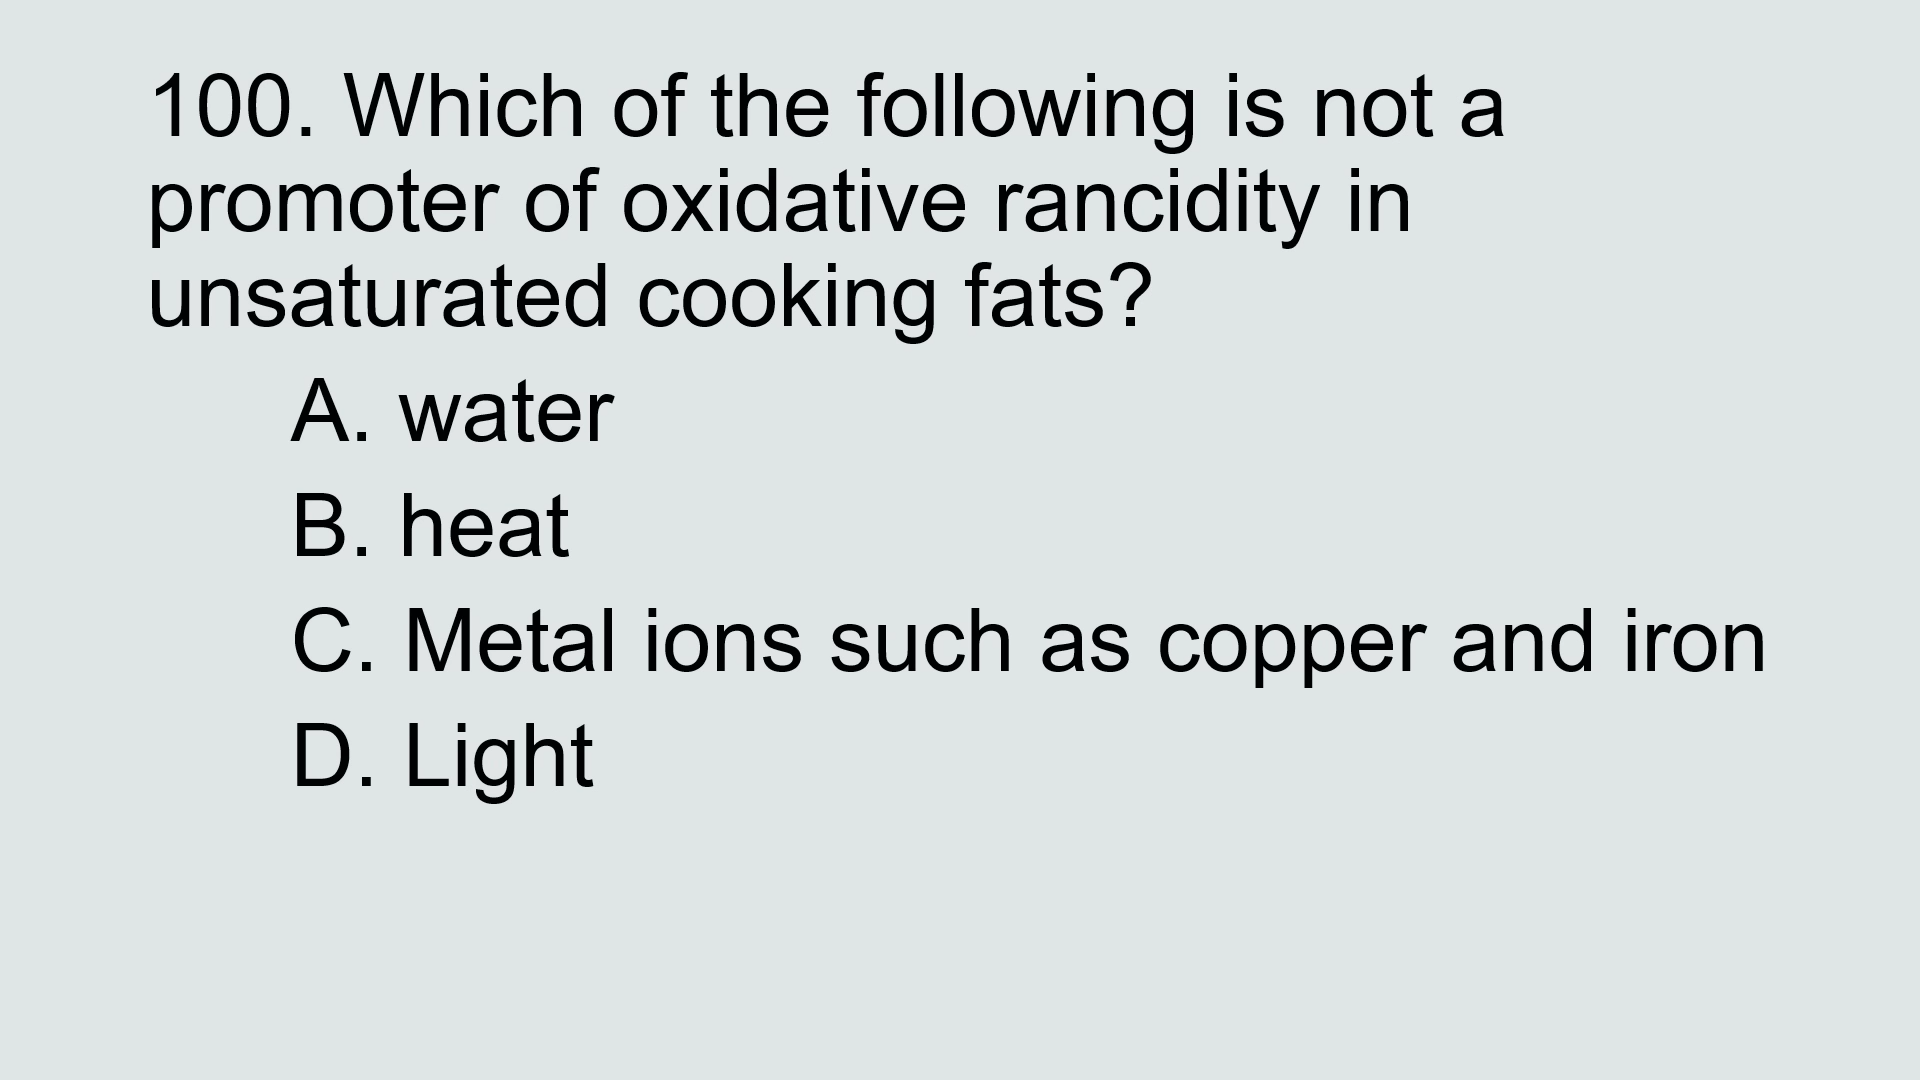 100. Which of the following is not a
promoter of oxidative rancidity in
unsaturated cooking fats?
A. water
B. heat
C. Metal ions such as copper and iron
D. Light